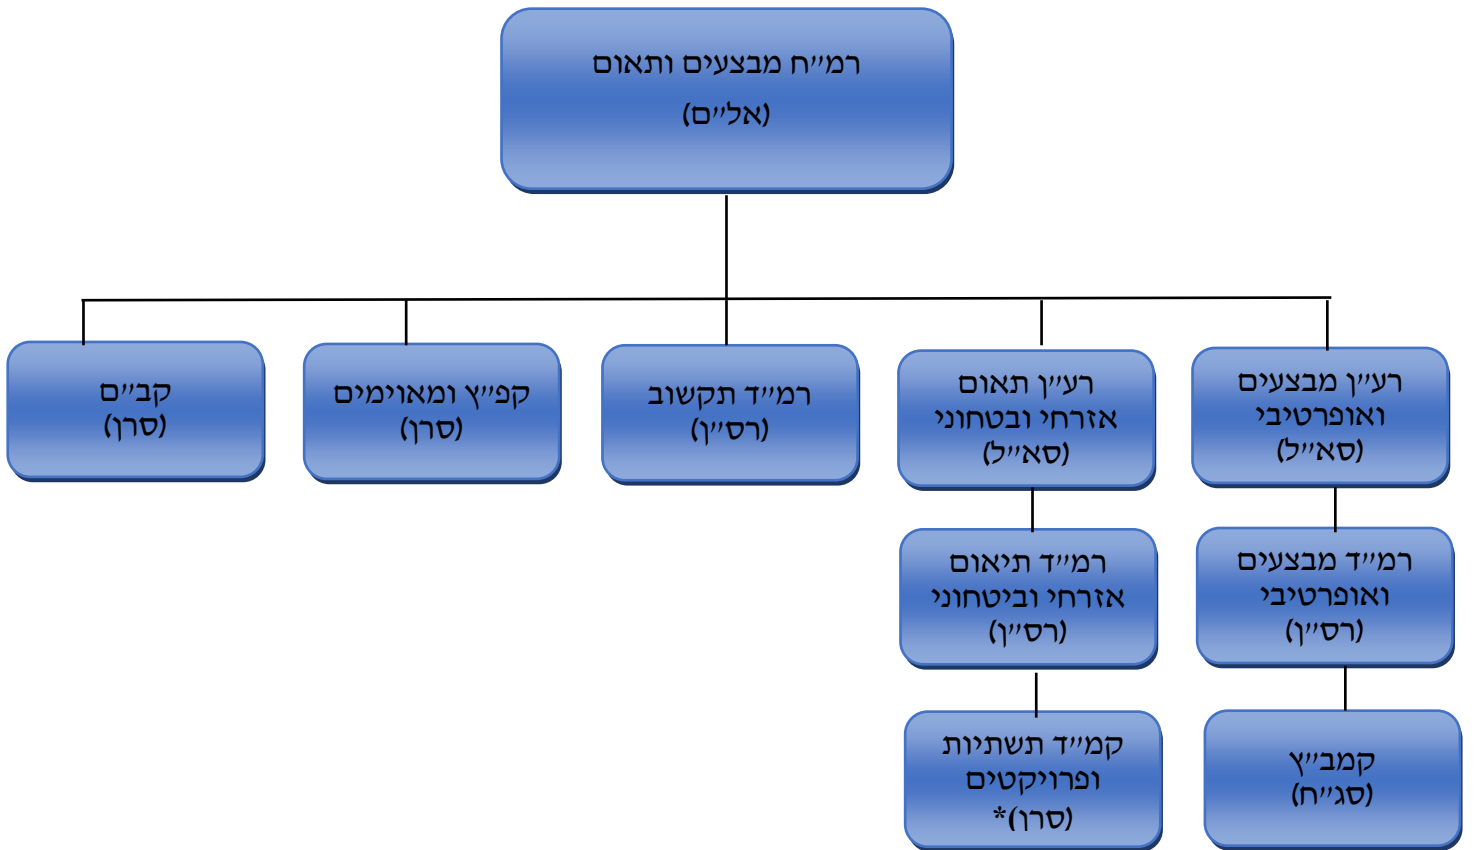 רמ״ח מבצעים ותאום
(אל״ם)
רע״ן מבצעים
ואופרטיבי
(סא״ל)
רע״ן תאום
אזרחי ובטחוני
(סא״ל)
רמ״ד תקשוב
(רס״ן)
קפ״ץ ומאוימים
(סרן)
קב״ם
(סרן)
רמ״ד מבצעים
ואופרטיבי
(רס״ן)
רמ״ד תיאום
אזרחי וביטחוני
(רס״ן)
קמב״ץ
(סג״ח)
קמ״ד תשתיות
ופרויקטים
(סרן)*